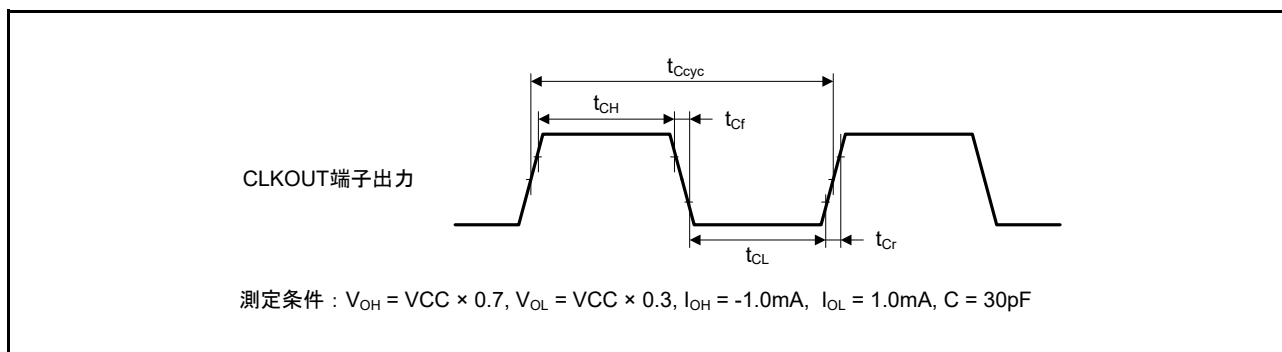 tCcyc
tCH
tCf
CLKOUT端子出力
tCL
tCr
測定条件：VOH = VCC × 0.7, VOL = VCC × 0.3, IOH = -1.0mA, IOL = 1.0mA, C = 30pF